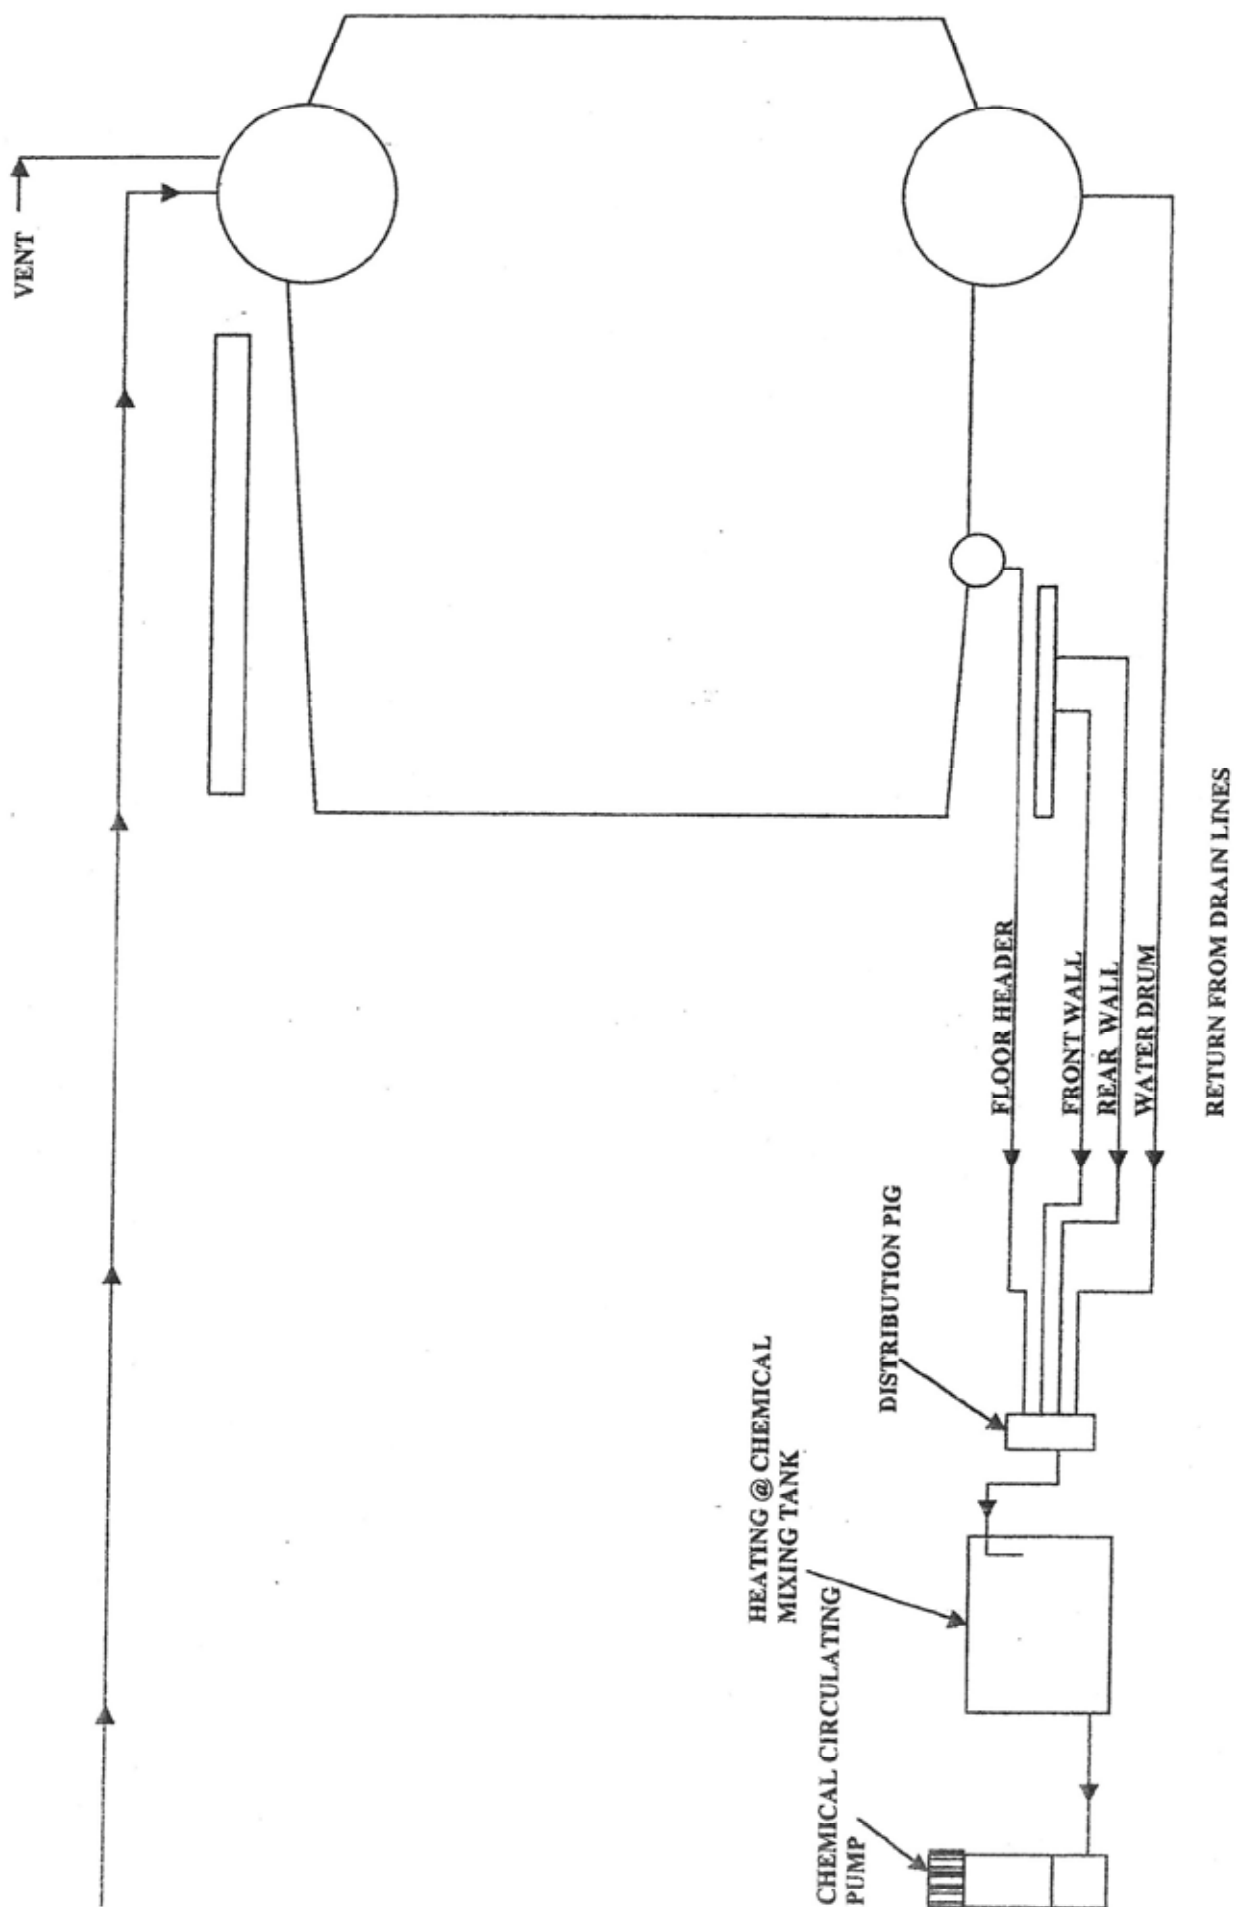 VENT
FLOOR HEADER
FRONT WALL
REAR WALL
WATER DRUM
RETURN FROM DRAIN LINES
DISTRIBUTION PIG
HEATING @ CHEMICAL
MIXING TANK
CHEMICAL CIRCULATING
PUMP